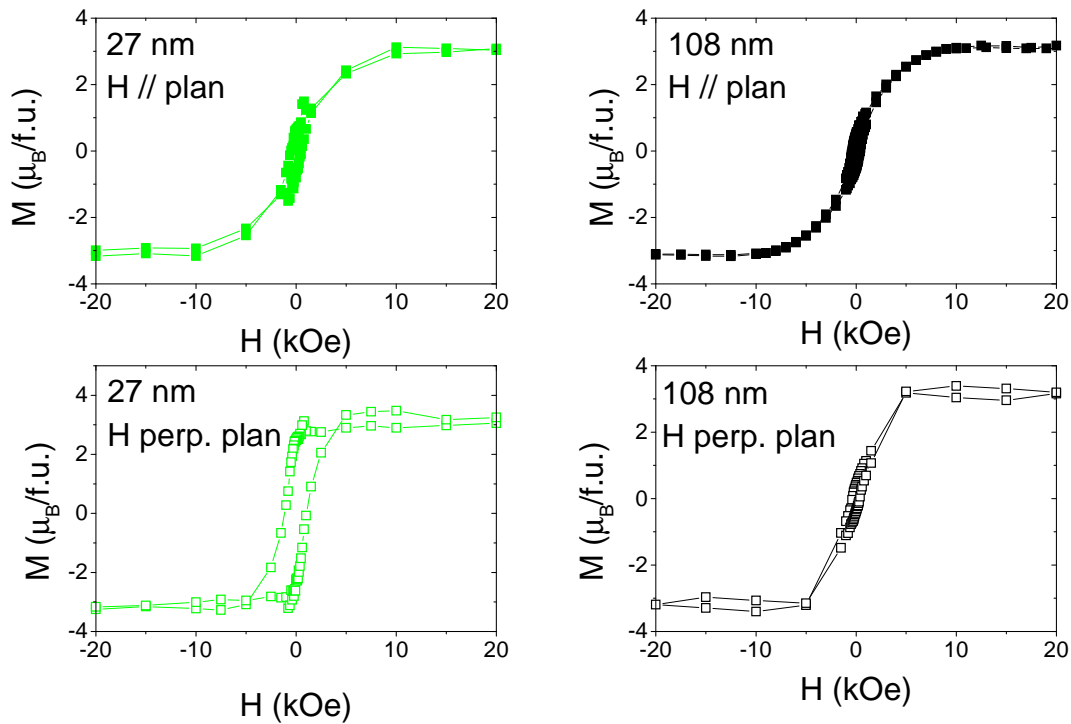 27 nm
H // plan
M (μB/f.u.)
4
2
0
-2
-4
-20 -10 0 10 20
H (kOe)
108 nm
H // plan
M (μB/f.u.)
4
2
0
-2
-4
-20 -10 0 10 20
H (kOe)
27 nm
H perp. plan
M (μB/f.u.)
4
2
0
-2
-4
-20 -10 0 10 20
H (kOe)
108 nm
H perp. plan
M (μB/f.u.)
4
2
0
-2
-4
-20 -10 0 10 20
H (kOe)